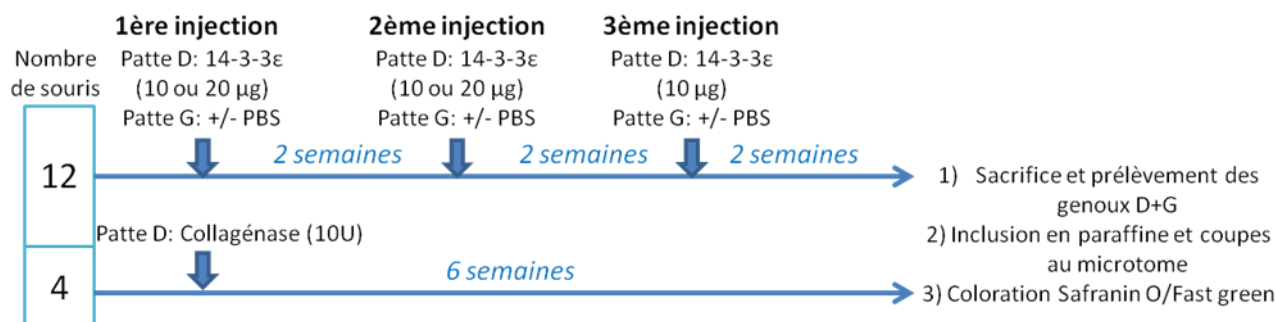 1ère injection
Patte D: 14-3-3ε
(10 ou 20 µg)
Patte G: +/- PBS
2ème injection
Patte D: 14-3-3ε
(10 ou 20 µg)
Patte G: +/- PBS
3ème injection
Patte D: 14-3-3ε
(10 µg)
Patte G: +/- PBS
Nombre
de souris
12
2 semaines
2 semaines
2 semaines
Patte D: Collagénase (10U)
4
6 semaines
1) Sacrifice et prélèvement des
genoux D+G
2) Inclusion en paraffine et coupes
au microtome
3) Coloration Safranin O/Fast green